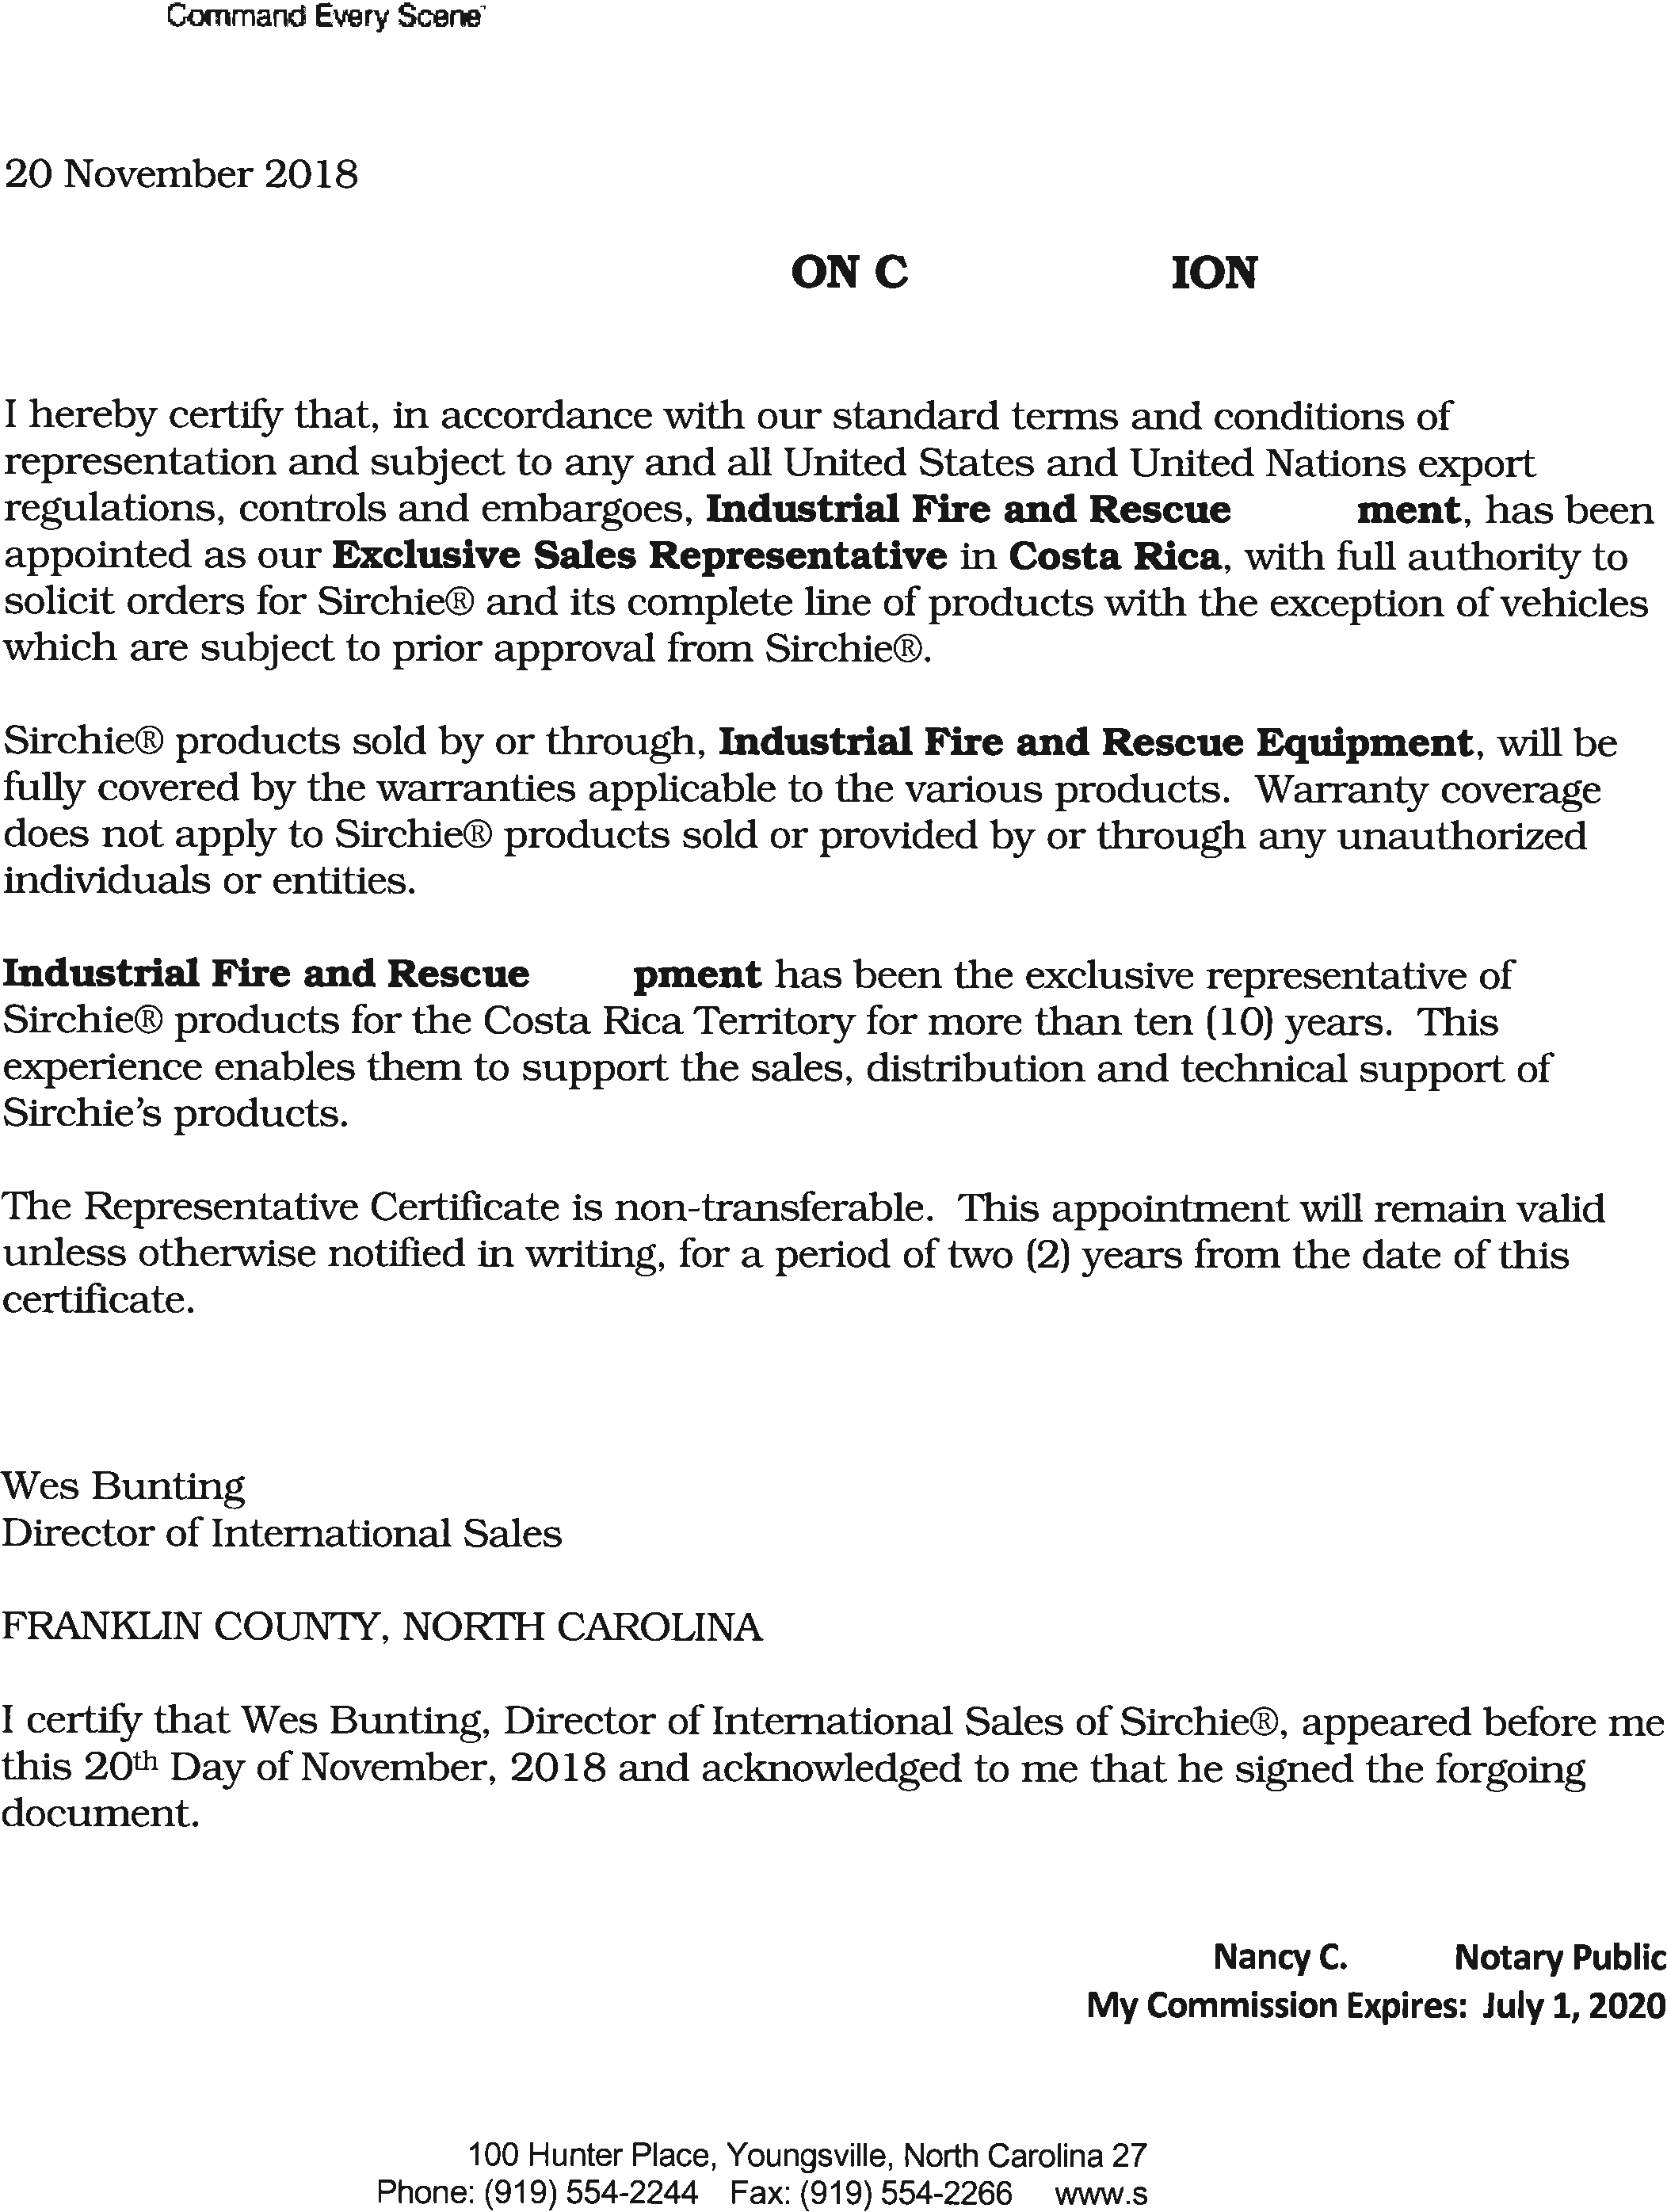 Command Every Scene
20 November 2018
ON C ION
I hereby certify that, in accordance with our standard terms and conditions of
representation and subject to any and all United States and United Nations export
regulations, controls and embargoes, Industrial Fire and Rescue ment, has been
appointed as our Exclusive Sales Representative in Costa Rica, with full authority to
solicit orders for Sirchie® and its complete line of products with the exception of vehicles
which are subject to prior approval from Sirchie®.
Sirchie® products sold by or through, Industrial Fire and Rescue Equipment, will be
fully covered by the warranties applicable to the various products. Warranty coverage
does not apply to Sirchie® products sold or provided by or through any unauthorized
individuals or entities.
Industrial Fire and Rescue pment has been the exclusive representative of
Sirchie® products for the Costa Rica Territory for more than ten (10) years. This
experience enables them to support the sales, distribution and technical support of
Sirchie's products.
The Representative Certificate is non-transferable. This appointment will remain valid
unless otherwise notified in writing, for a period of two (2) years from the date of this
certificate.
Wes Bunting
Director of International Sales
FRANKLIN COUNTY, NORTH CAROLINA
I certify that Wes Bunting, Director of International Sales of Sirchie®, appeared before me
this 20th Day of November, 2018 and acknowledged to me that he signed the forgoing
document.
Nancy C. Notary Public
My Commission Expires: July 1, 2020
100 Hunter Place, Youngsville, North Carolina 27
Phone: (919) 554-2244 Fax: (919) 554-2266 www.s